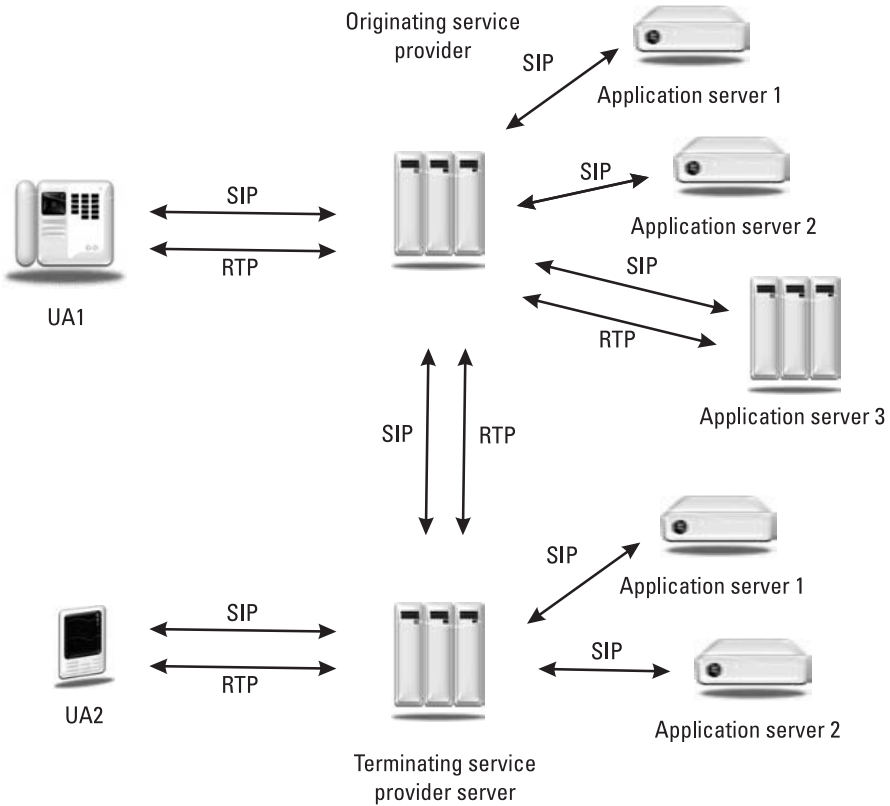 Originating service
provider
SIP
Application server 1
SIP
Application server 2
SIP
RTP
UA1
SIP
RTP
Application server 3
SIP
RTP
SIP
Application server 1
SIP
RTP
UA2
SIP
Application server 2
Terminating service
provider server